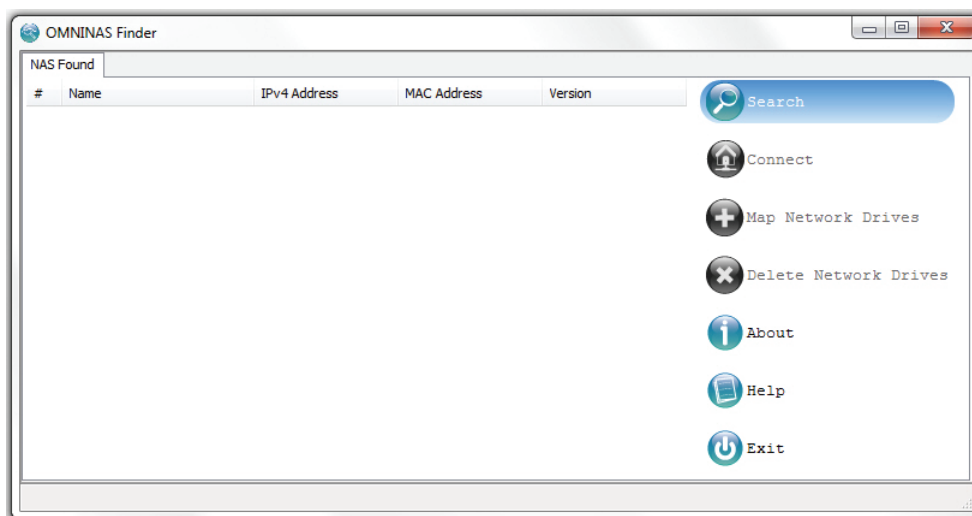 OMNINAS Finder
NAS Found
# Name IPv4 Address MAC Address Version
Search
Connect
Map Network Drives
Delete Network Drives
About
Help
Exit